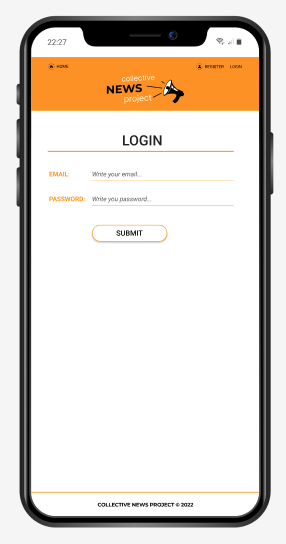 22:27
HOME
REGISTER LOGIN
collective
NEWS
project
LOGIN
EMAIL: Write your email...
PASSWORD: Write you password...
SUBMIT
COLLECTIVE NEWS PROJECT © 2022